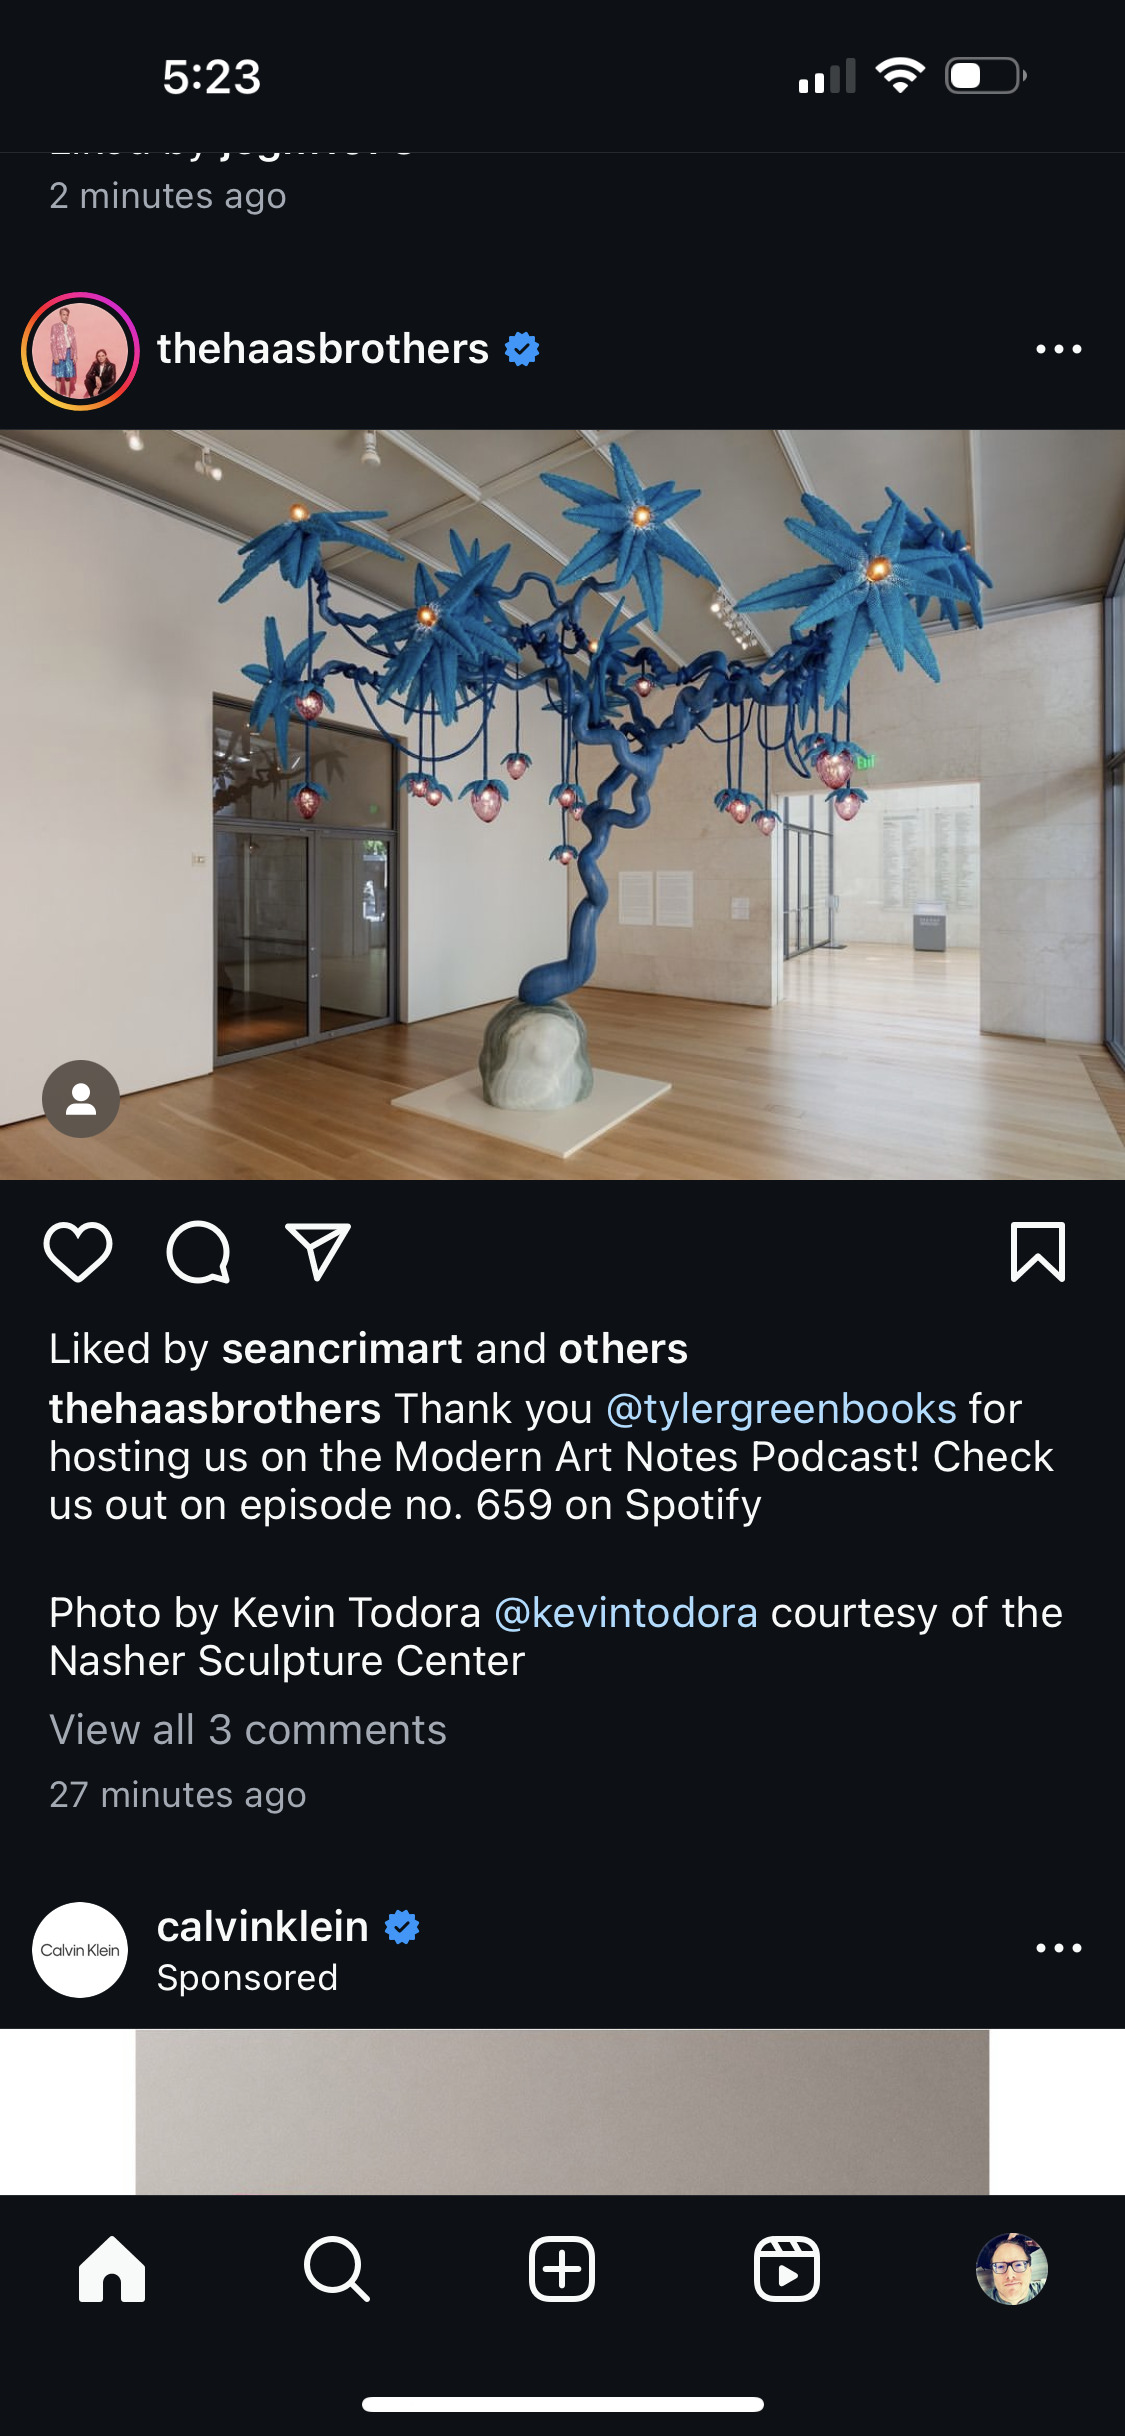 5:23
2 minutes ago
thehaasbrothers
Exit
Liked by seancrimart and others
thehaasbrothers Thank you @tylergreenbooks for
hosting us on the Modern Art Notes Podcast! Check
us out on episode no. 659 on Spotify
Photo by Kevin Todora @kevintodora courtesy of the
Nasher Sculpture Center
View all 3 comments
27 minutes ago
Calvin Klein
calvinklein
Sponsored